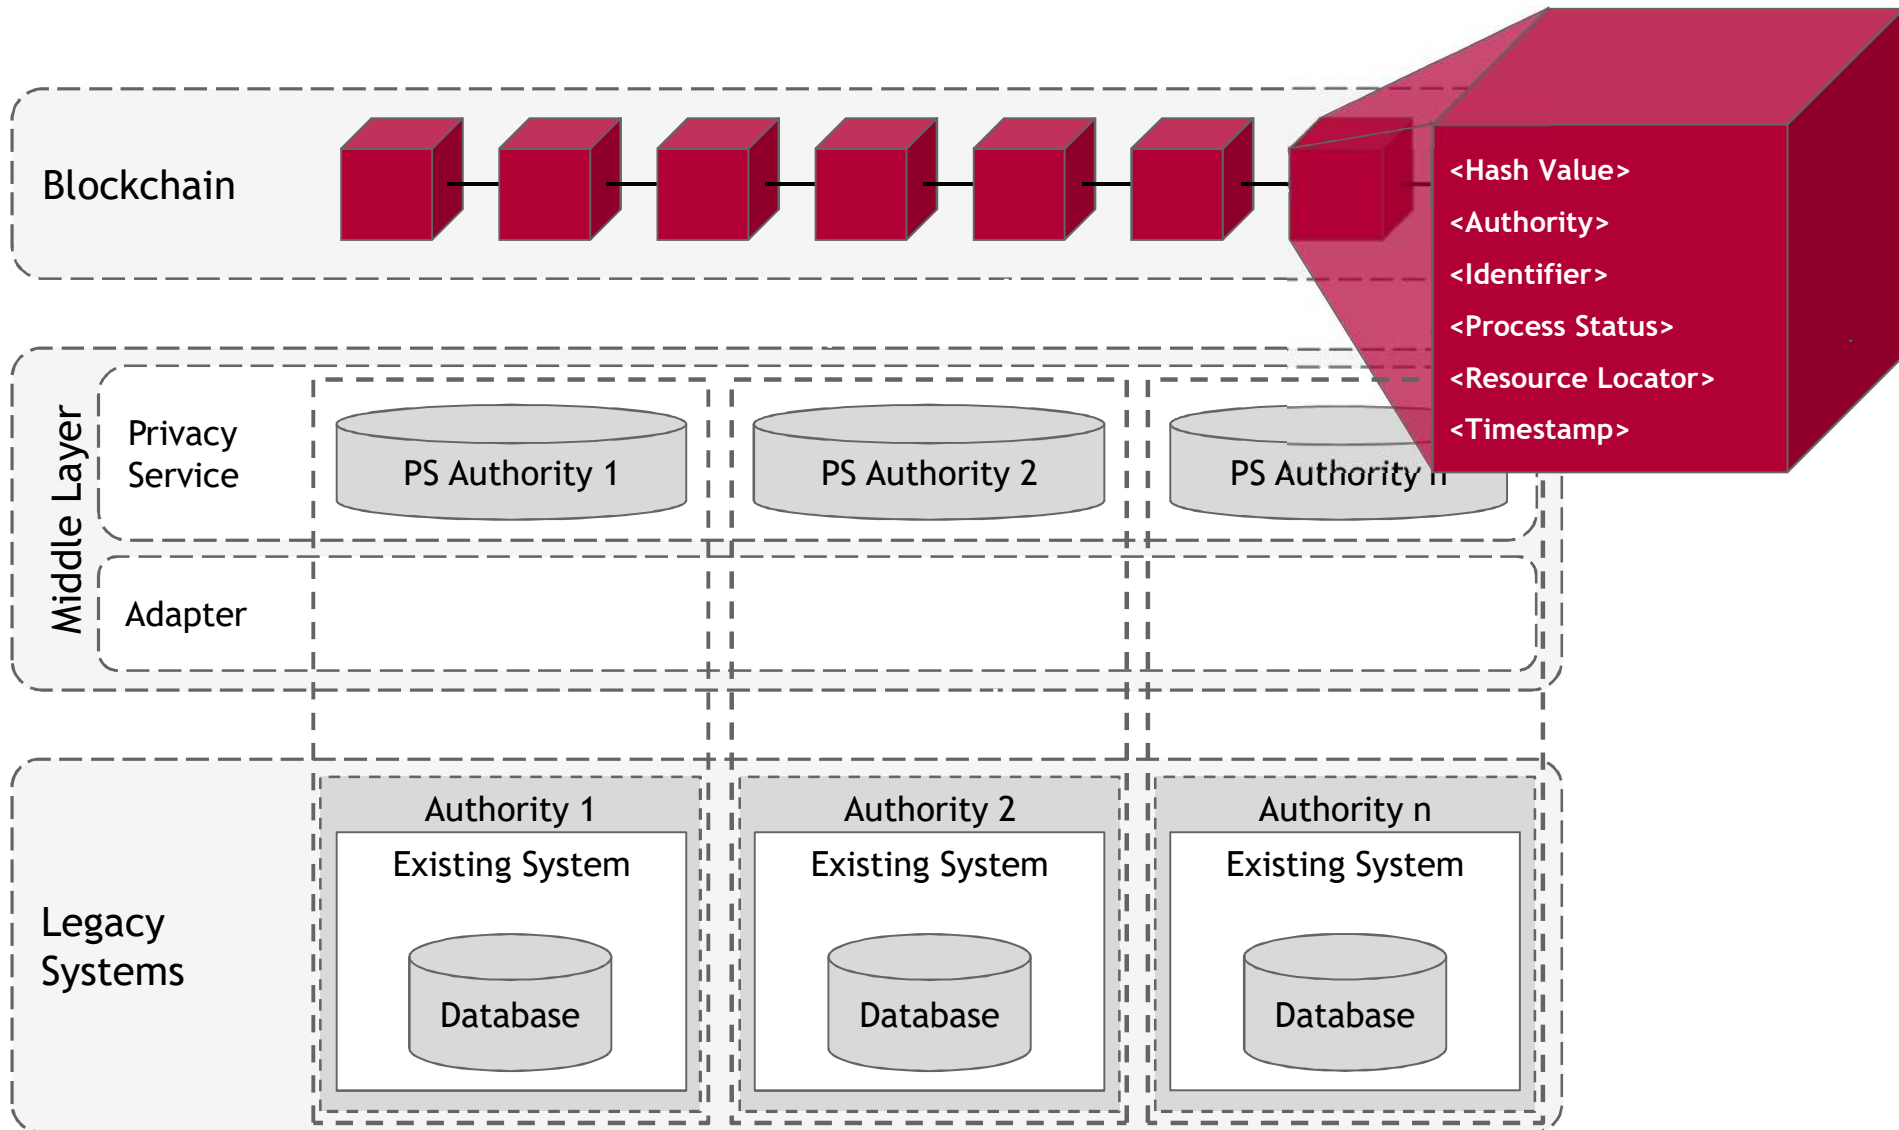 Blockchain
<Hash Value>
<Authority>
<Identifier>
<Process Status>
<Resource Locator>
<Timestamp>
Middle Layer
Privacy
Service
PS Authority 1
PS Authority 2
PS Authority n
Adapter
Legacy
Systems
Authority 1
Existing System
Database
Authority 2
Existing System
Database
Authority n
Existing System
Database